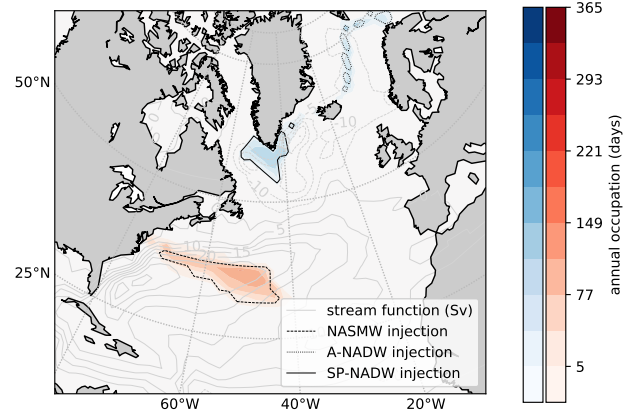 50°N
25°N
-10
-10
-5
10
15
stream function (Sv)
NASMW injection
A-NADW injection
SP-NADW injection
60°W
40°W
20°W
365
293
221
149
77
5
annual occupation (days)